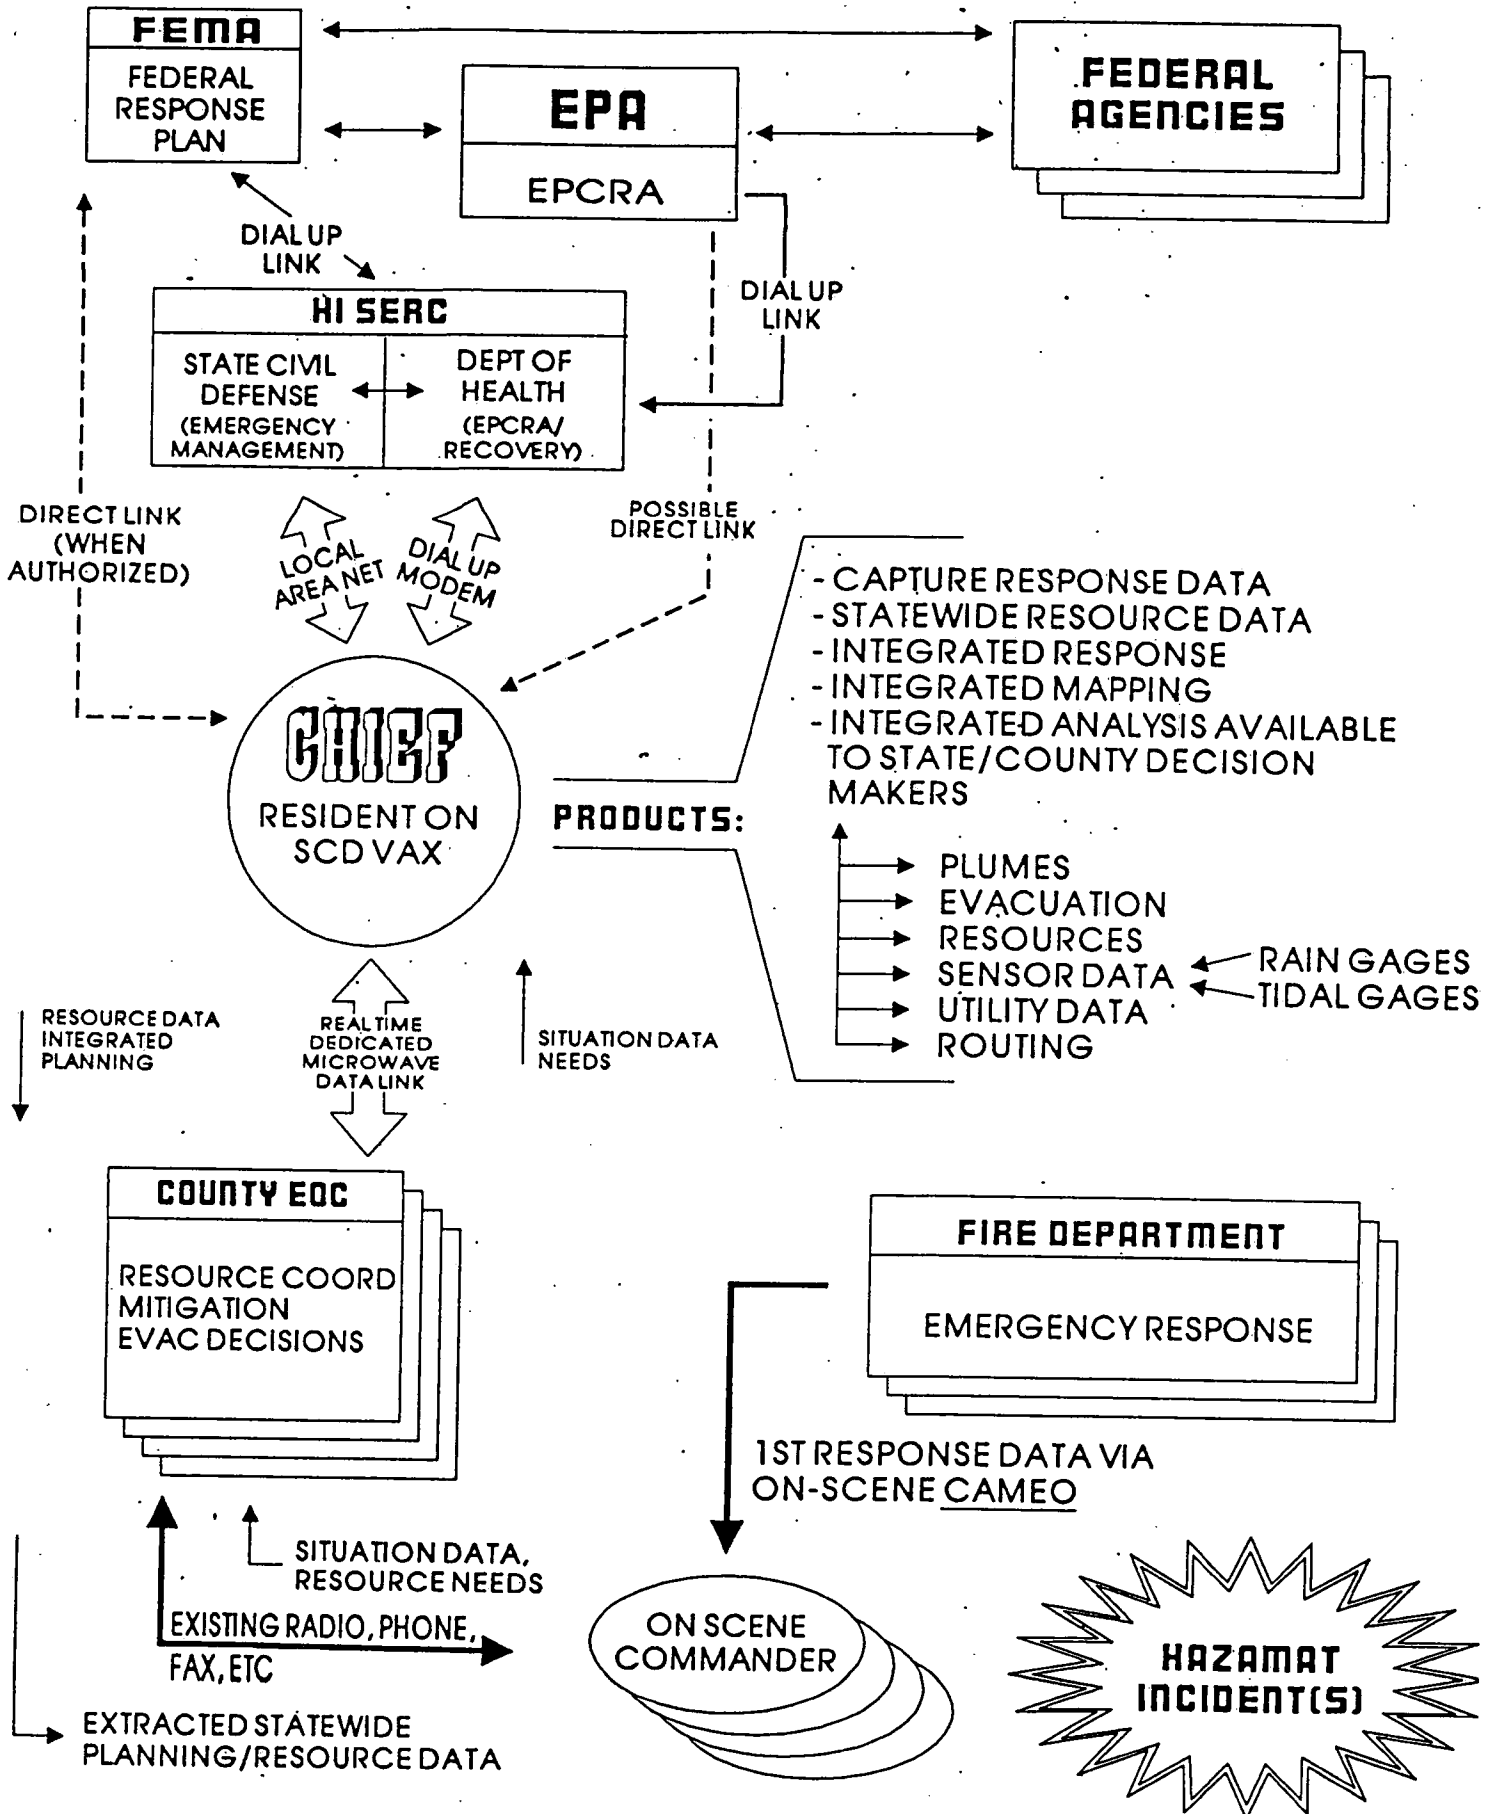 FEMA
FEDERAL
RESPONSE
PLAN
EPA
EPCRA
FEDERAL
AGENCIES
DIAL UP
LINK
DIAL UP
LINK
HI SERC
STATE CIVIL
DEFENSE
(EMERGENCY
MANAGEMENT)
DEPT OF
HEALTH
(EPCRA/
RECOVERY)
DIRECT LINK
(WHEN
AUTHORIZED)
LOCAL
AREA NET
DIAL UP
MODEM
POSSIBLE
DIRECT LINK
CHIEF
RESIDENT ON
SCD VAX
PRODUCTS:
- CAPTURE RESPONSE DATA
- STATEWIDE RESOURCE DATA
- INTEGRATED RESPONSE
- INTEGRATED MAPPING
- INTEGRATED ANALYSIS AVAILABLE
TO STATE/COUNTY DECISION
MAKERS
PLUMES
EVACUATION
RESOURCES
SENSOR DATA
UTILITY DATA
ROUTING
RAIN GAGES
TIDAL GAGES
RESOURCE DATA
INTEGRATED
PLANNING
REAL TIME
DEDICATED
MICROWAVE
DATA LINK
SITUATION DATA
NEEDS
COUNTY EOC
RESOURCE COORD
MITIGATION
EVAC DECISIONS
FIRE DEPARTMENT
EMERGENCY RESPONSE
1ST RESPONSE DATA VIA
ON-SCENE CAMEO
SITUATION DATA,
RESOURCE NEEDS
EXISTING RADIO, PHONE,
FAX, ETC
EXTRACTED STATEWIDE
PLANNING/RESOURCE DATA
ON SCENE
COMMANDER
HAZAMAT
INCIDENT(S)